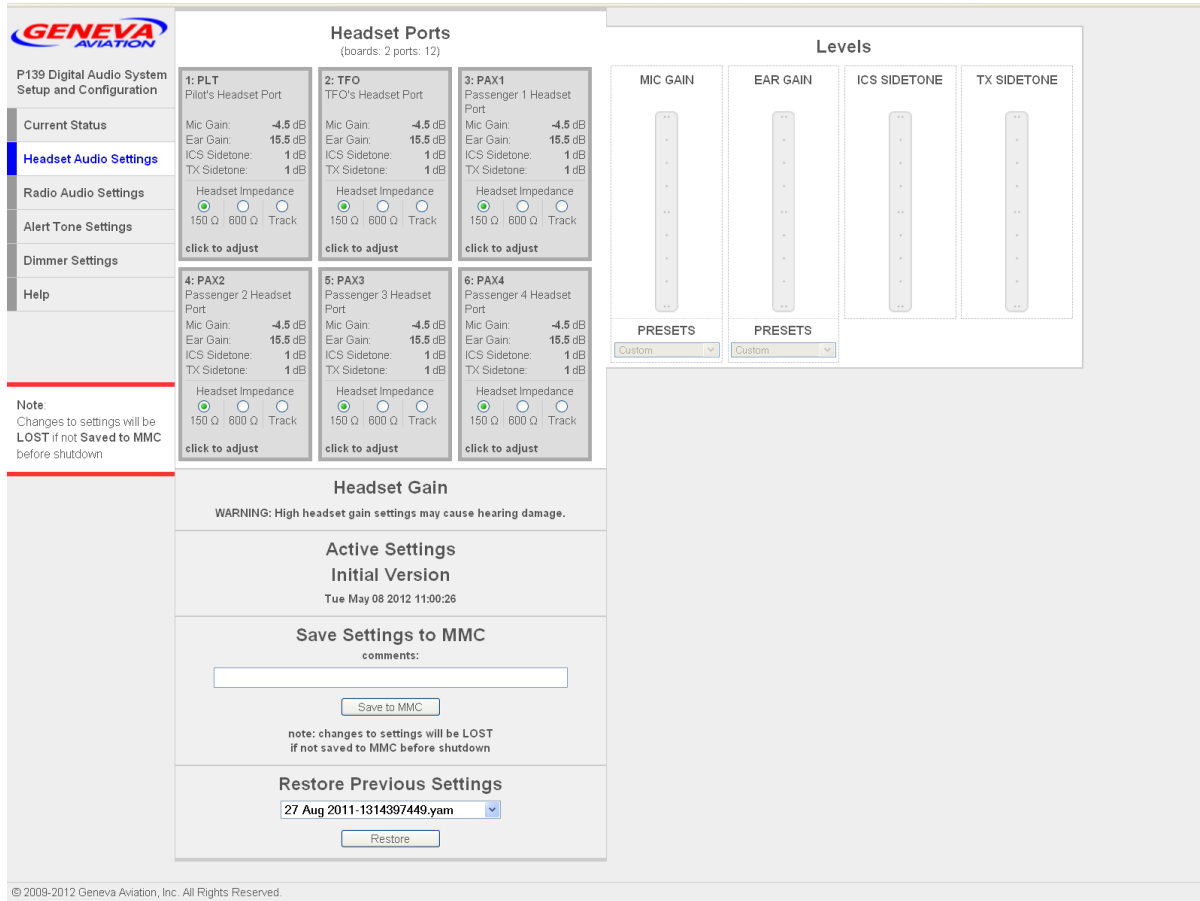 GENEVA
AVIATION
P139 Digital Audio System
Setup and Configuration
Current Status
Headset Audio Settings
Radio Audio Settings
Alert Tone Settings
Dimmer Settings
Help
Note:
Changes to settings will be
LOST if not Saved to MMC
before shutdown
Headset Ports
(boards: 2 ports: 12)
1: PLT
Pilot's Headset Port
Mic Gain: -4.5 dB
Ear Gain: 15.5 dB
ICS Sidetone: 1 dB
TX Sidetone: 1 dB
Headset Impedance
150 Ω 600 Ω Track
click to adjust
2: TFO
TFO's Headset Port
Mic Gain: -4.5 dB
Ear Gain: 15.5 dB
ICS Sidetone: 1 dB
TX Sidetone: 1 dB
Headset Impedance
150 Ω 600 Ω Track
click to adjust
3: PAX1
Passenger 1 Headset
Port
Mic Gain: -4.5 dB
Ear Gain: 15.5 dB
ICS Sidetone: 1 dB
TX Sidetone: 1 dB
Headset Impedance
150 Ω 600 Ω Track
click to adjust
4: PAX2
Passenger 2 Headset
Port
Mic Gain: -4.5 dB
Ear Gain: 15.5 dB
ICS Sidetone: 1 dB
TX Sidetone: 1 dB
Headset Impedance
150 Ω 600 Ω Track
click to adjust
5: PAX3
Passenger 3 Headset
Port
Mic Gain: -4.5 dB
Ear Gain: 15.5 dB
ICS Sidetone: 1 dB
TX Sidetone: 1 dB
Headset Impedance
150 Ω 600 Ω Track
click to adjust
6: PAX4
Passenger 4 Headset
Port
Mic Gain: -4.5 dB
Ear Gain: 15.5 dB
ICS Sidetone: 1 dB
TX Sidetone: 1 dB
Headset Impedance
150 Ω 600 Ω Track
click to adjust
Headset Gain
WARNING: High headset gain settings may cause hearing damage.
Active Settings
Initial Version
Tue May 08 2012 11:00:26
Save Settings to MMC
comments:
Save to MMC
note: changes to settings will be LOST
if not saved to MMC before shutdown
Restore Previous Settings
27 Aug 2011-1314397449.yam
Restore
Levels
MIC GAIN
EAR GAIN
ICS SIDETONE
TX SIDETONE
PRESETS
Custom
PRESETS
Custom
© 2009-2012 Geneva Aviation, Inc. All Rights Reserved.